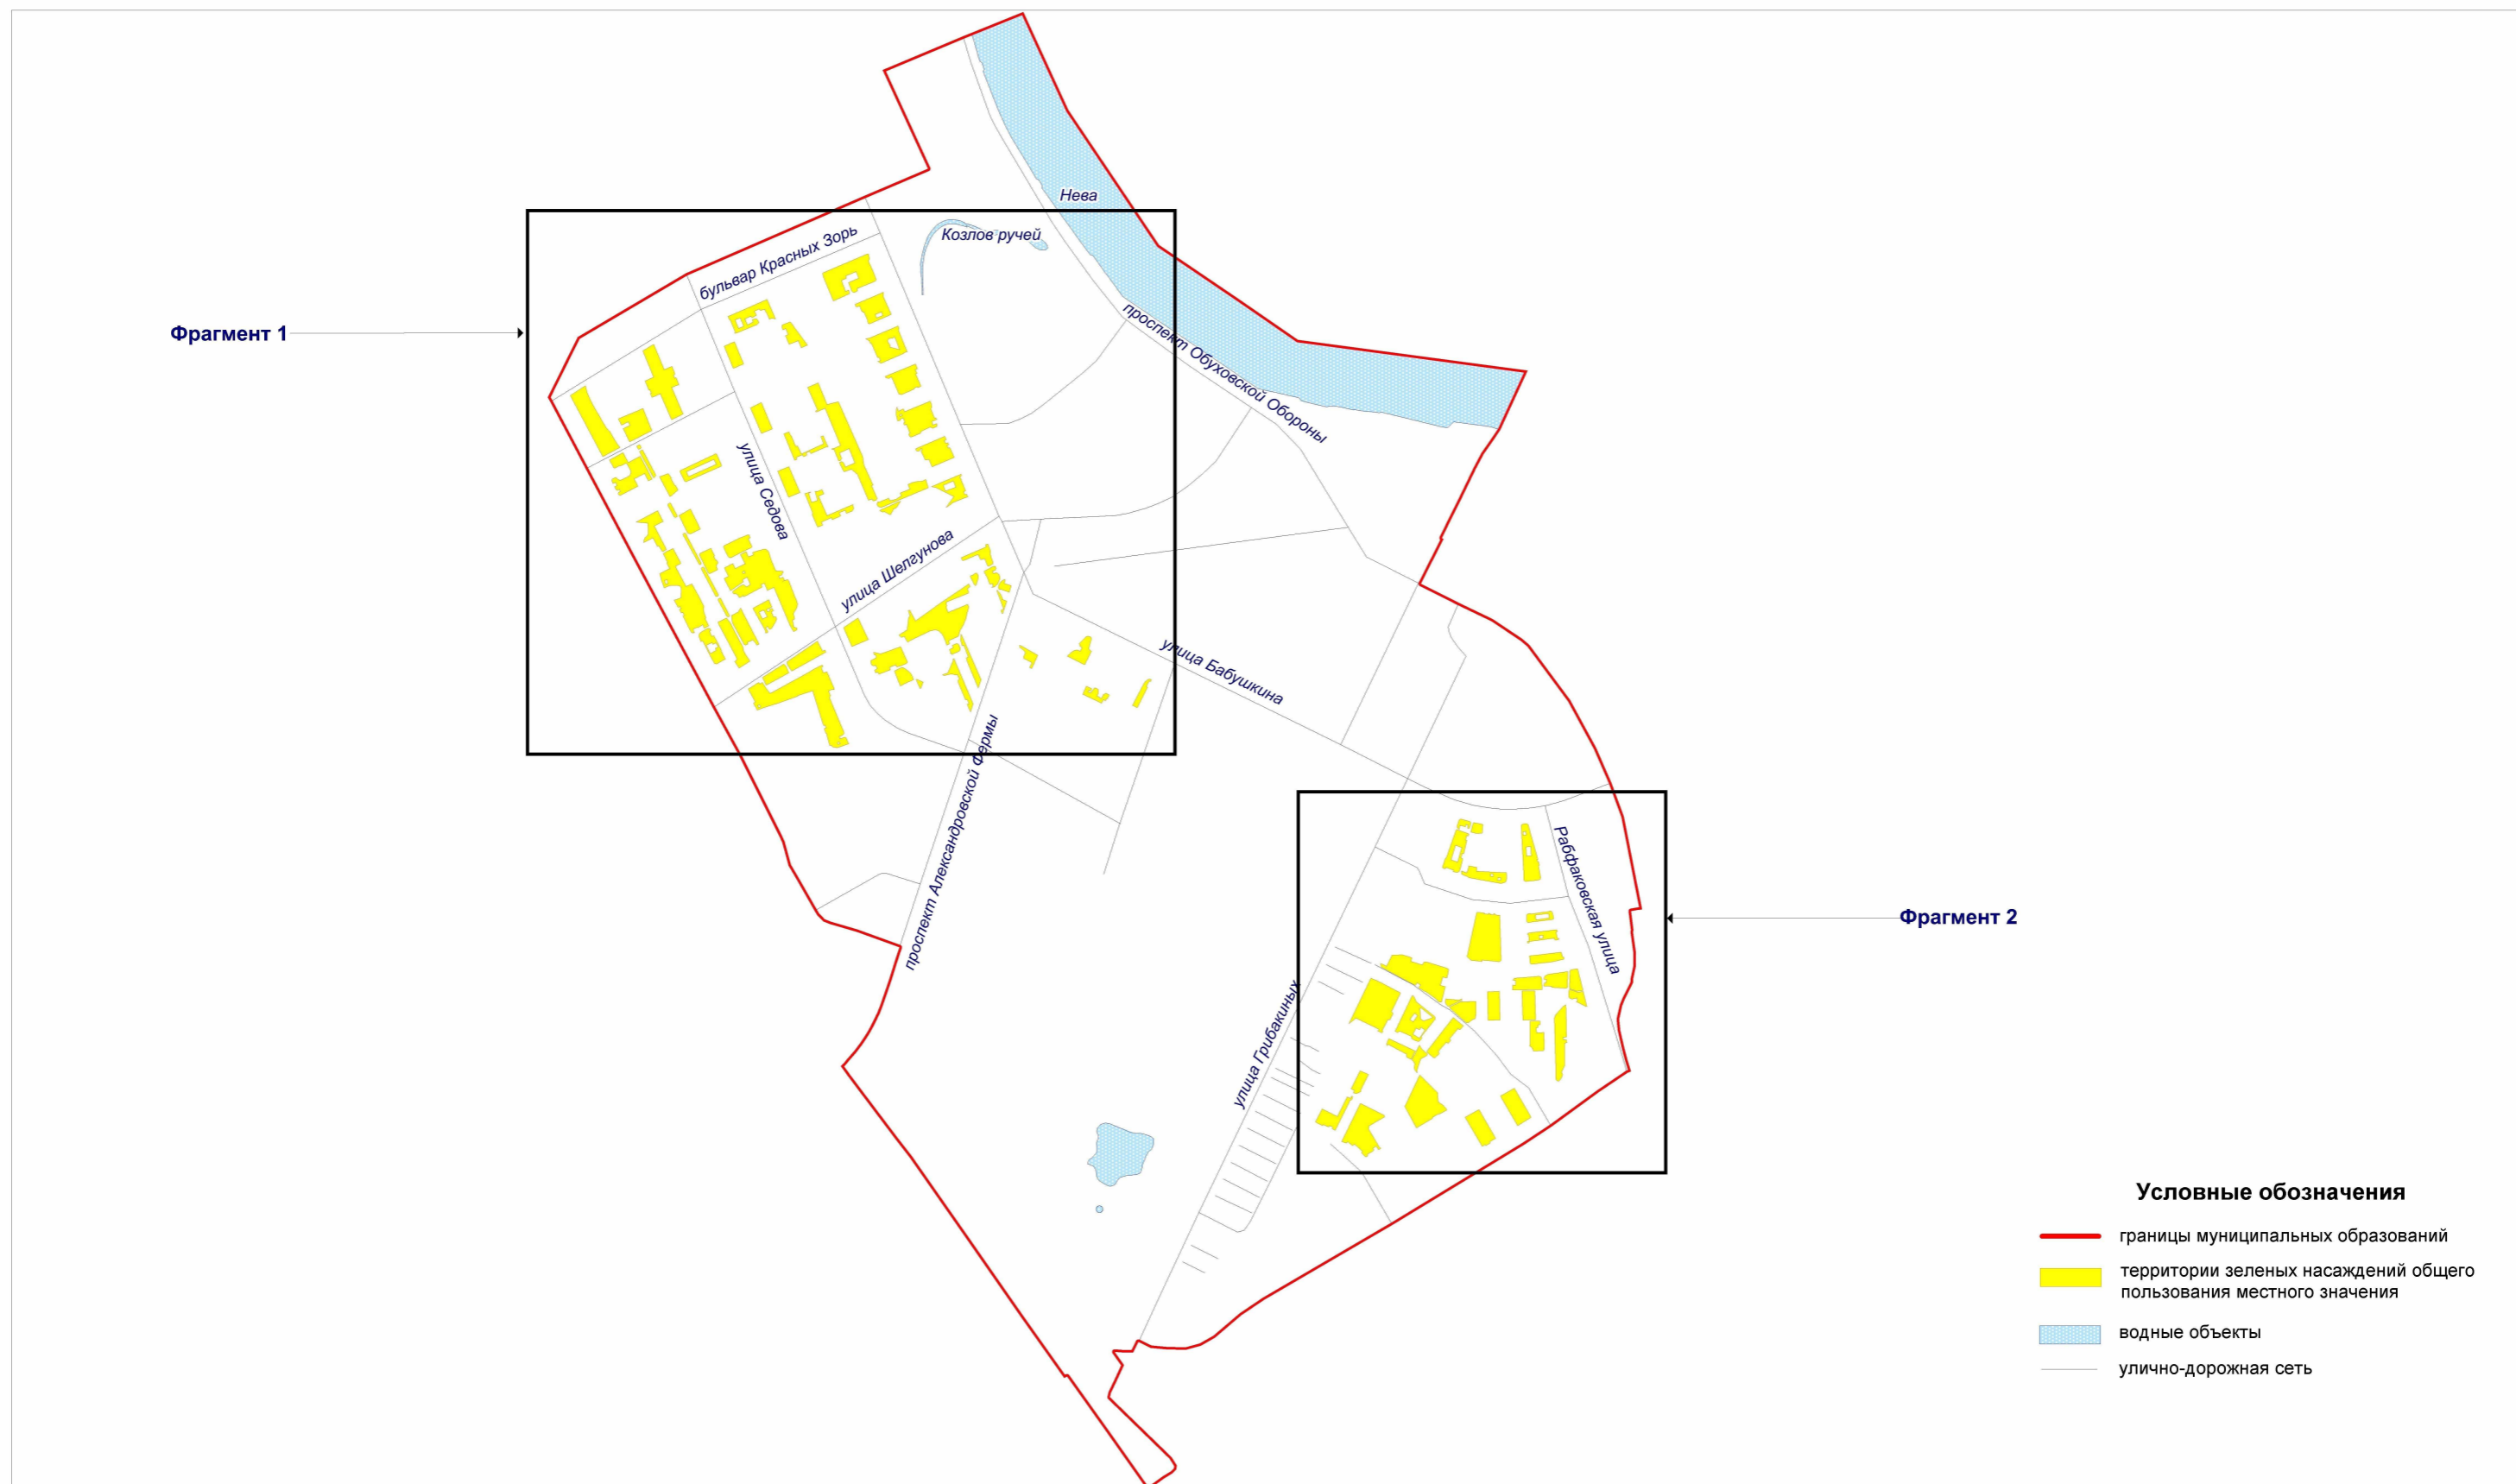 Нева
Козлов ручей
бульвар Красных Зорь
Фрагмент 1
проспект Обуховской Обороны
улица Седова
улица Шелгунова
улица Бабушкина
проспект Александровской Фермы
Рабфаковская улица
Фрагмент 2
улица Грибакиных
Условные обозначения
границы муниципальных образований
территории зеленых насаждений общего
пользования местного значения
водные объекты
улично-дорожная сеть